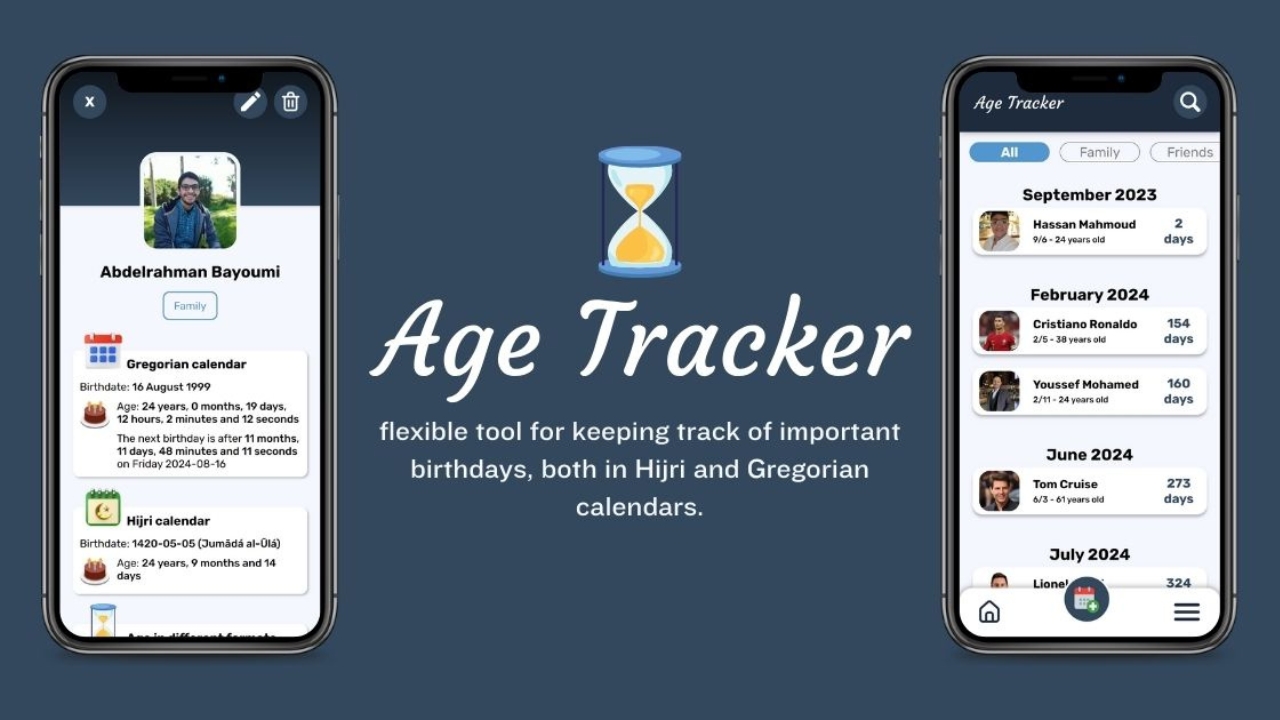 X
Abdelrahman Bayoumi
Family
Gregorian calendar
Birthdate: 16 August 1999
Age: 24 years, 0 months, 19 days,
12 hours, 2 minutes and 12 seconds
The next birthday is after 11 months,
11 days, 48 minutes and 11 seconds
on Friday 2024-08-16
Hijri calendar
Birthdate: 1420-05-05 (Jumādá al-Ūlá)
Age: 24 years, 9 months and 14
days
Age in different formats
Age Tracker
flexible tool for keeping track of important
birthdays, both in Hijri and Gregorian
calendars.
Age Tracker
All Family Friends
September 2023
Hassan Mahmoud
9/6 - 24 years old
2
days
February 2024
Cristiano Ronaldo
2/5 - 38 years old
154
days
Youssef Mohamed
2/11 - 24 years old
160
days
June 2024
Tom Cruise
6/3 - 61 years old
273
days
July 2024
Lionel
324